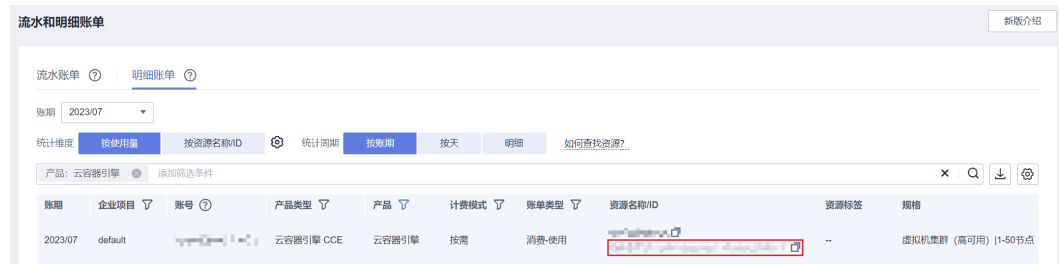 流水和明细账单
新版介绍
流水账单 ? 明细账单 ?
账期 2023/07
统计维度 按使用量 按资源名称/ID 统计周期 按账期 按天 明细 如何查找资源?
产品：云容器引擎 添加筛选条件
账期 企业项目 账号 ? 产品类型 产品 计费模式 账单类型 资源名称/ID 资源标签 规格
2023/07 default 云容器引擎 CCE 云容器引擎 按需 消费-使用 -- 虚拟机集群（高可用）|1-50节点